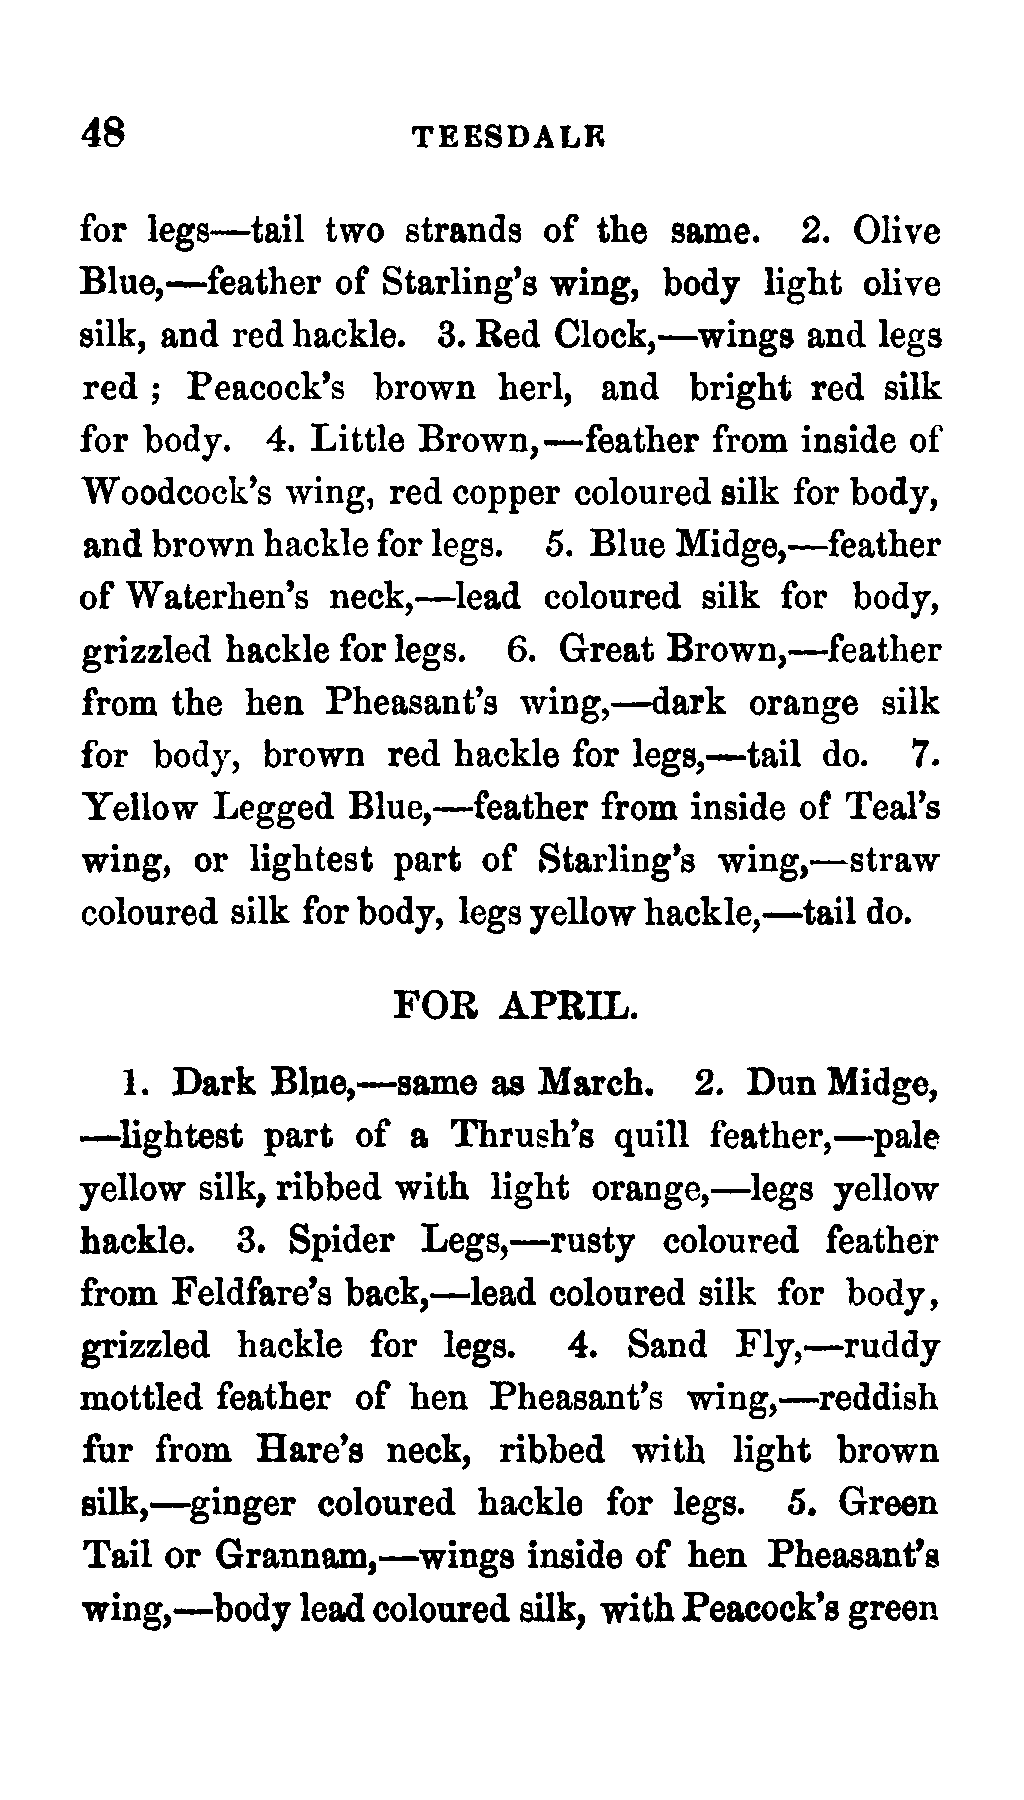 48 TEESDALE
for legs—tail two strands of the same. 2. Olive
Blue,—feather of Starling's wing, body light olive
silk, and red hackle. 3. Red Clock,—wings and legs
red ; Peacock's brown herl, and bright red silk
for body. 4. Little Brown,—feather from inside of
Woodcock's wing, red copper coloured silk for body,
and brown hackle for legs. 5. Blue Midge,—feather
of Waterhen's neck,—lead coloured silk for body,
grizzled hackle for legs. 6. Great Brown,—feather
from the hen Pheasant's wing,—dark orange silk
for body, brown red hackle for legs,—tail do. 7.
Yellow Legged Blue,—feather from inside of Teal's
wing, or lightest part of Starling's wing,—straw
coloured silk for body, legs yellow hackle,—tail do.
FOR APRIL.
1. Dark Blue,—same as March. 2. Dun Midge,
—lightest part of a Thrush's quill feather,—pale
yellow silk, ribbed with light orange,—legs yellow
hackle. 3. Spider Legs,—rusty coloured feather
from Feldfare's back,—lead coloured silk for body,
grizzled hackle for legs. 4. Sand Fly,—ruddy
mottled feather of hen Pheasant's wing,—reddish
fur from Hare's neck, ribbed with light brown
silk,—ginger coloured hackle for legs. 5. Green
Tail or Grannam,—wings inside of hen Pheasant's
wing,—body lead coloured silk, with Peacock's green